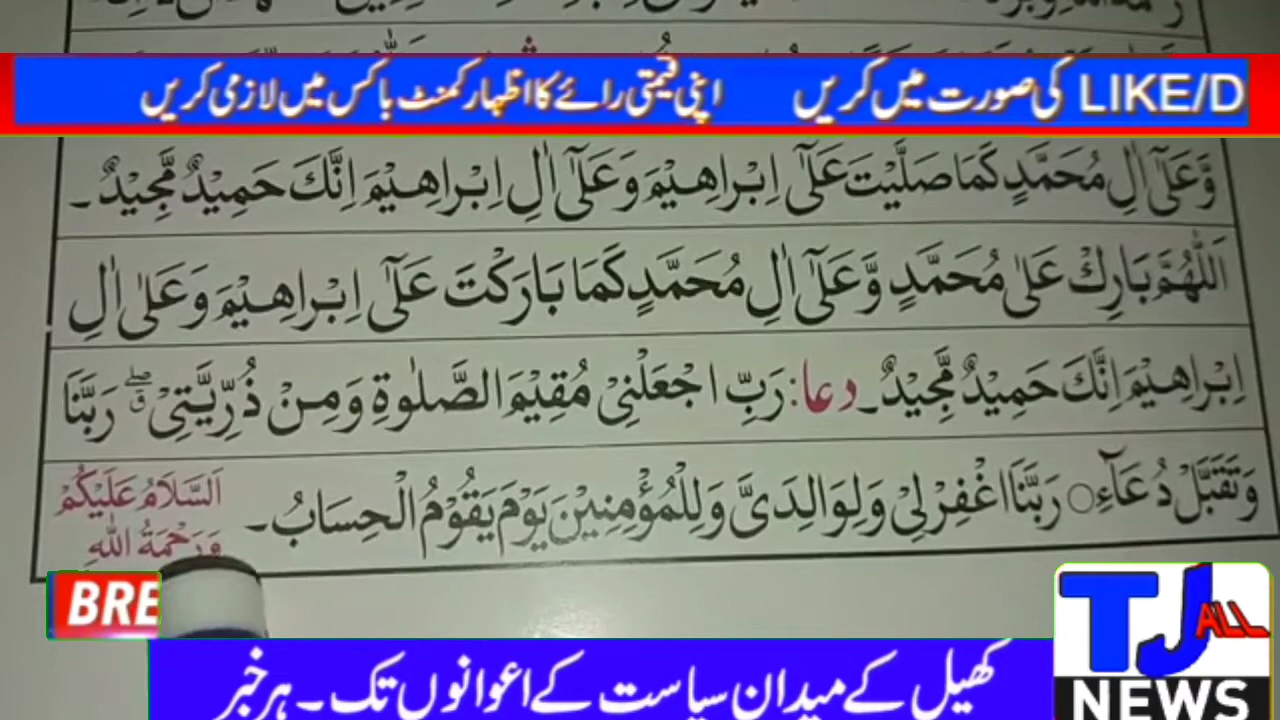 LIKE/D کی صورت میں کریں اپنی قیمتی رائے کا اظہار کمنٹ باکس میں لازمی کریں
وَّعَلٰۤى اٰلِ مُحَمَّدٍ كَمَا صَلَّيْتَ عَلٰۤى اِبْرَاهِيْمَ وَعَلٰۤى اٰلِ اِبْرَاهِيْمَ اِنَّكَ حَمِيْدٌ مَّجِيْدٌ۔
اَللّٰهُمَّ بَارِكْ عَلٰى مُحَمَّدٍ وَّعَلٰۤى اٰلِ مُحَمَّدٍ كَمَا بَارَكْتَ عَلٰۤى اِبْرَاهِيْمَ وَعَلٰى اٰلِ
اِبْرَاهِيْمَ اِنَّكَ حَمِيْدٌ مَّجِيْدٌ۔ دعا: رَبِّ اجْعَلْنِيْ مُقِيْمَ الصَّلٰوةِ وَمِنْ ذُرِّيَّتِيْ ۖق رَبَّنَا
وَتَقَبَّلْ دُعَآءِ○ رَبَّنَا اغْفِرْ لِيْ وَلِوَالِدَيَّ وَلِلْمُؤْمِنِيْنَ يَوْمَ يَقُوْمُ الْحِسَابُ۔
اَلسَّلَامُ عَلَيْكُمْ
وَرَحْمَةُ اللهِ
BRE
کھیل کے میدان سیاست کے اعوانوں تک۔ ہر خبر
TJ ALL
NEWS